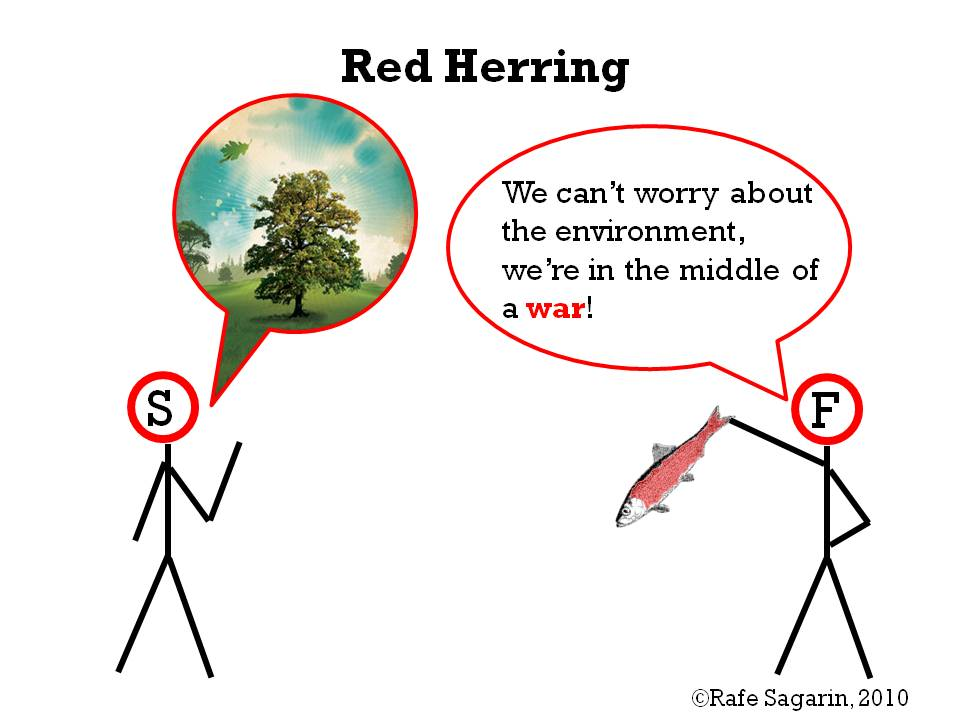 Red Herring
We can't worry about
the environment,
we're in the middle of
a war!
S
F
©Rafe Sagarin, 2010